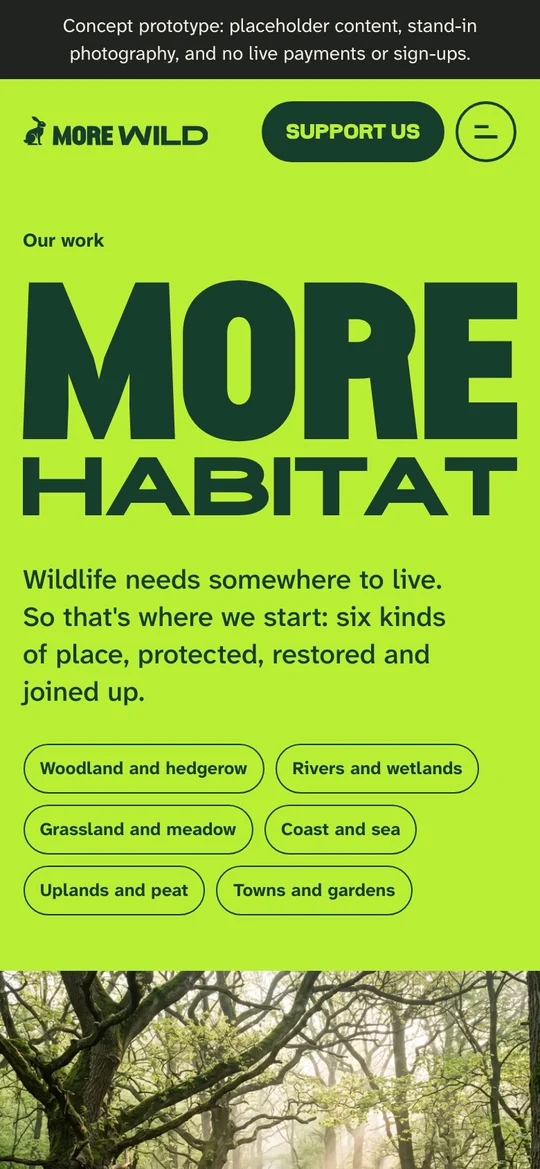 Concept prototype: placeholder content, stand-in
photography, and no live payments or sign-ups.
MORE WILD
SUPPORT US
Our work
MORE
HABITAT
Wildlife needs somewhere to live.
So that's where we start: six kinds
of place, protected, restored and
joined up.
Woodland and hedgerow
Rivers and wetlands
Grassland and meadow
Coast and sea
Uplands and peat
Towns and gardens